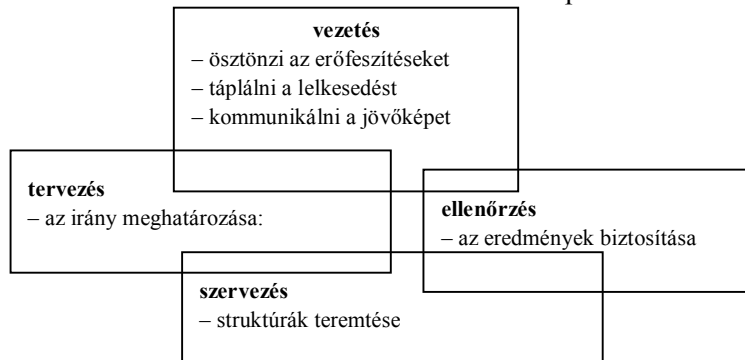 vezetés
– ösztönzi az erőfeszítéseket
– táplálni a lelkesedést
– kommunikálni a jövőképet
tervezés
– az irány meghatározása:
ellenőrzés
– az eredmények biztosítása
szervezés
– struktúrák teremtése